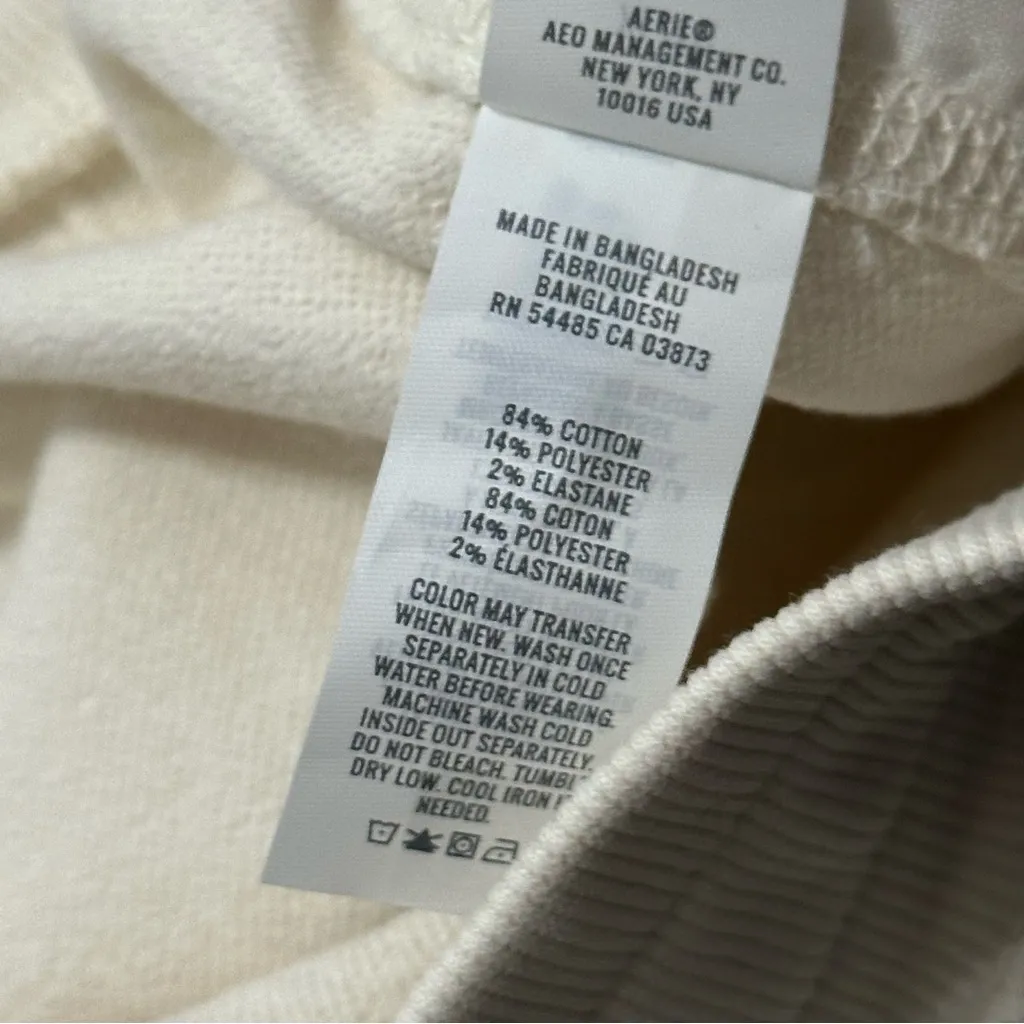 AERIE®
AEO MANAGEMENT CO.
NEW YORK, NY
10016 USA
MADE IN BANGLADESH
FABRIQUÉ AU
BANGLADESH
RN 54485 CA 03873
84% COTTON
14% POLYESTER
2% ELASTANE
84% COTON
14% POLYESTER
2% ÉLASTHANNE
COLOR MAY TRANSFER
WHEN NEW. WASH ONCE
SEPARATELY IN COLD
WATER BEFORE WEARING.
MACHINE WASH COLD
INSIDE OUT SEPARATELY.
DO NOT BLEACH. TUMBL
DRY LOW. COOL IRON
NEEDED.